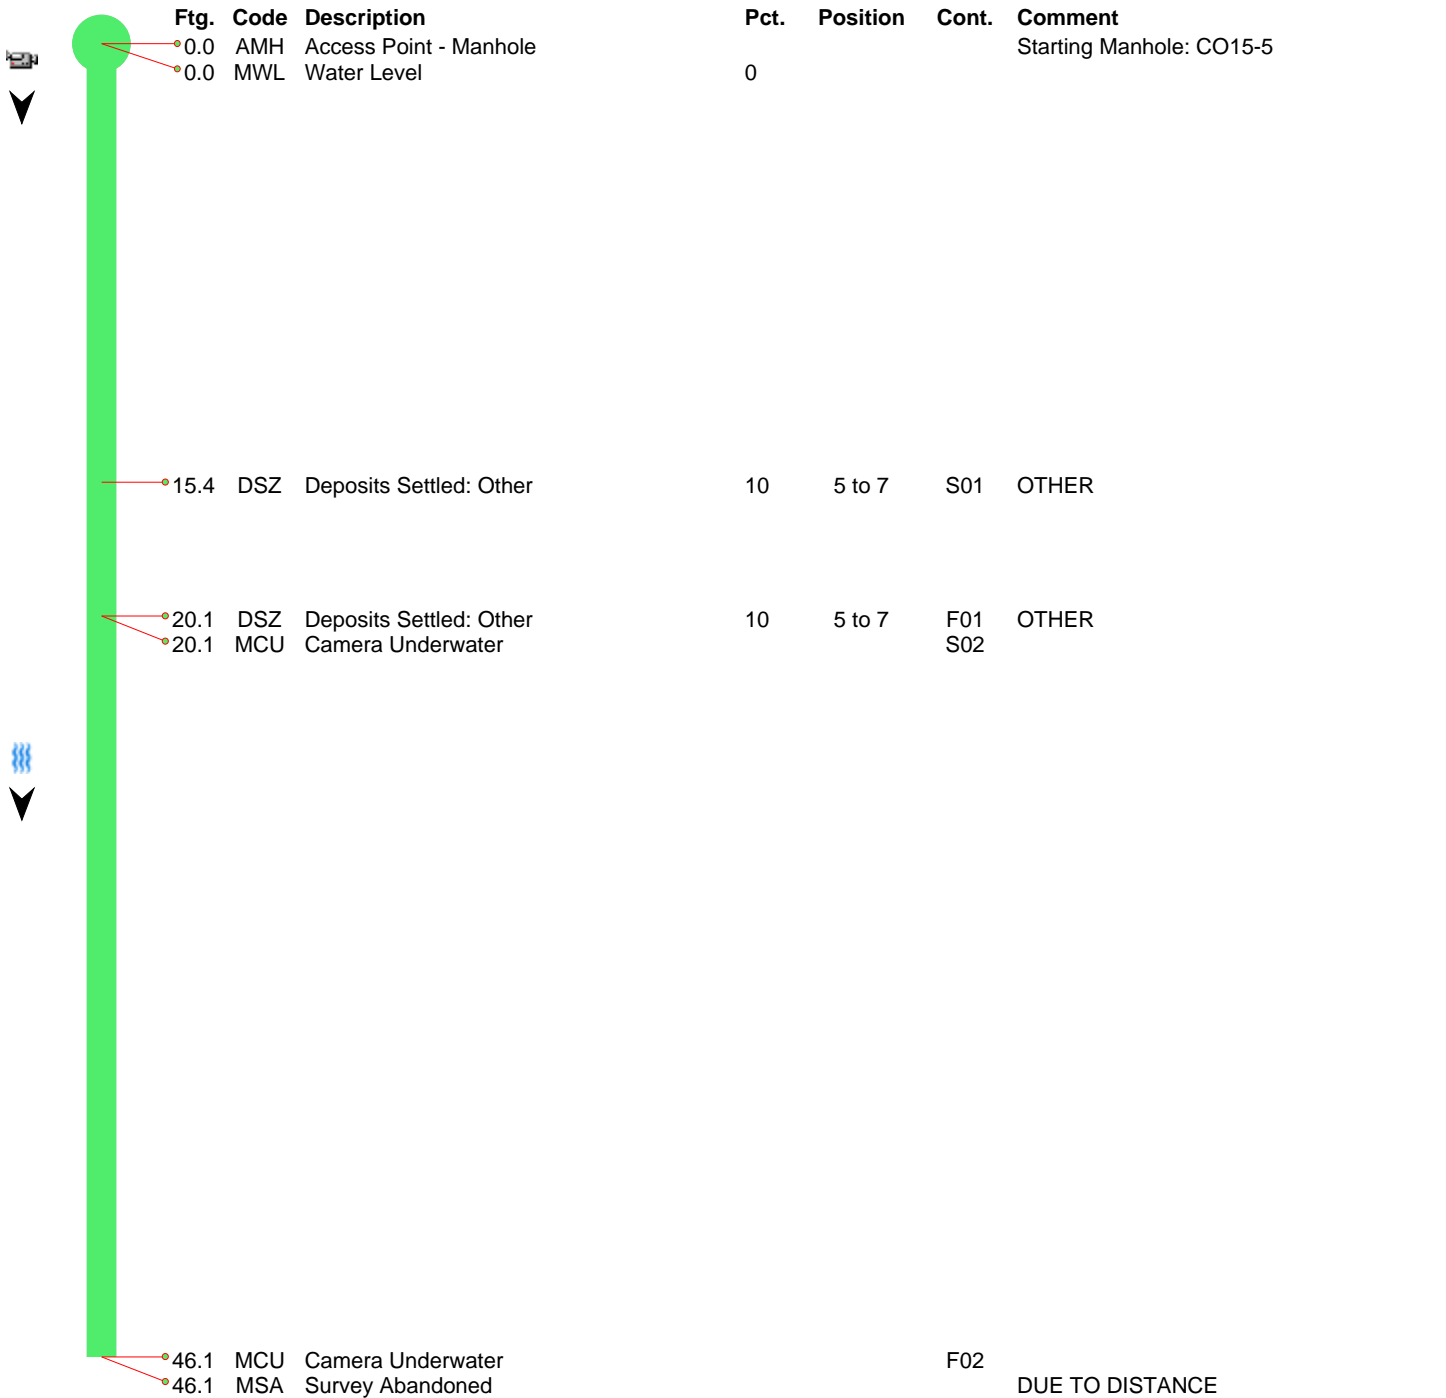 Ftg. Code Description Pct. Position Cont. Comment
0.0 AMH Access Point - Manhole Starting Manhole: CO15-5
0.0 MWL Water Level 0
15.4 DSZ Deposits Settled: Other 10 5 to 7 S01 OTHER
20.1 DSZ Deposits Settled: Other 10 5 to 7 F01 OTHER
20.1 MCU Camera Underwater S02
46.1 MCU Camera Underwater F02
46.1 MSA Survey Abandoned DUE TO DISTANCE